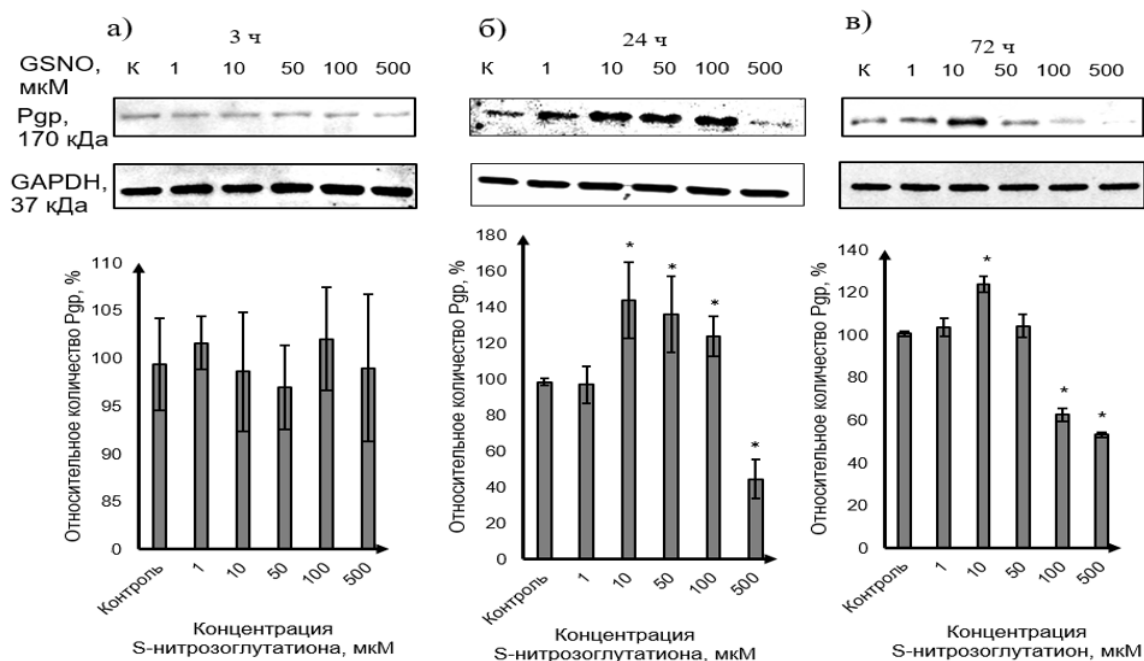 а)
3 ч
GSNO,
мкМ
К 1 10 50 100 500
Pgp,
170 кДа
GAPDH,
37 кДа
Относительное количество Pgp, %
110
105
100
95
90
85
0
Контроль
1
10
50
100
500
Концентрация
S-нитрозоглутатиона, мкМ
б)
24 ч
К 1 10 50 100 500
Относительное количество Pgp, %
180
160
140
120
100
80
60
40
20
0
* * * *
Контроль
1
10
50
100
500
Концентрация
S-нитрозоглутатиона, мкМ
в)
72 ч
К 1 10 50 100 500
Относительное количество Pgp, %
140
120
100
80
60
40
20
0
* * *
Контроль
1
10
50
100
500
Концентрация
S-нитрозоглутатион, мкМ